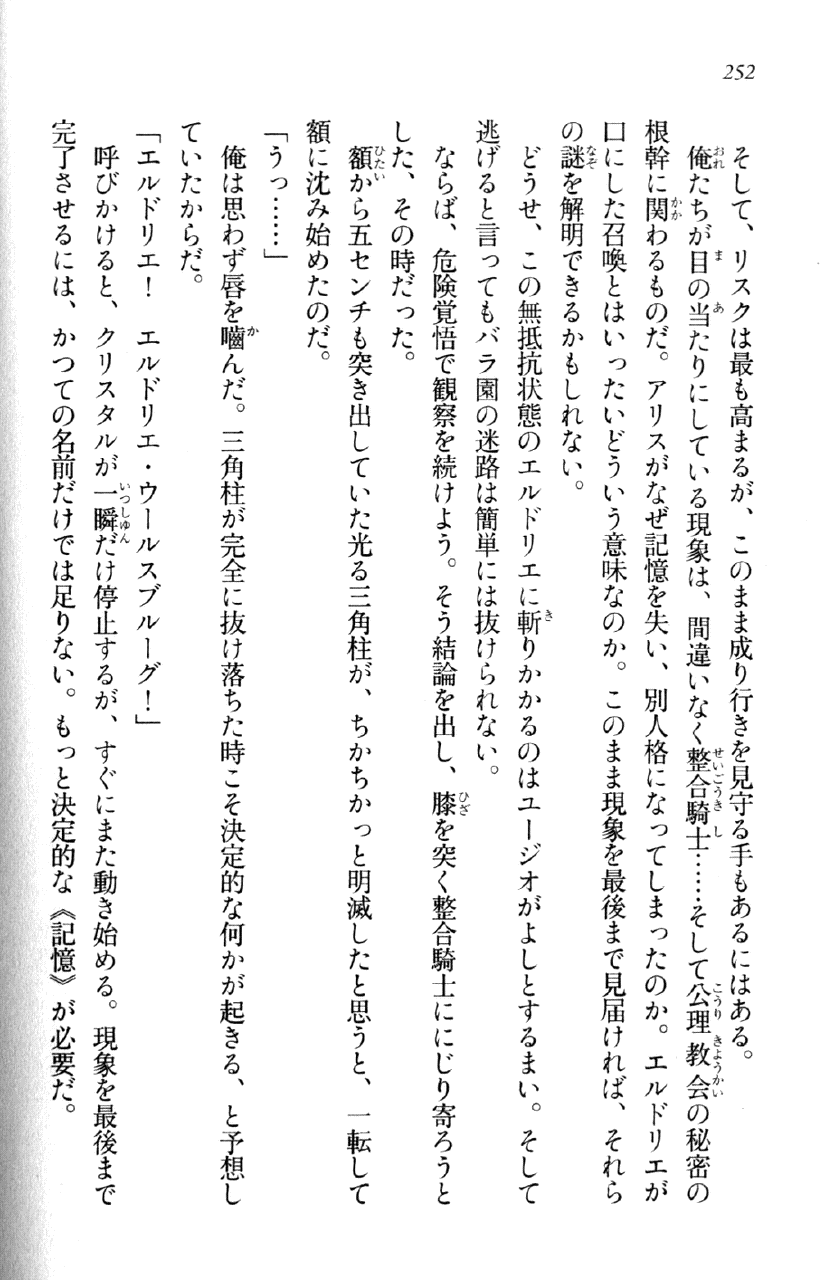 252
そして、リスクは最も高まるが、このまま成り行きを見守る手もあるにはある。
俺たちが目の当たりにしている現象は、間違いなく整合騎士……そして公理教会の秘密の
根幹に関わるものだ。アリスがなぜ記憶を失い、別人格になってしまったのか。エルドリエが
口にした召喚とはいったいどういう意味なのか。このまま現象を最後まで見届ければ、それら
の謎を解明できるかもしれない。
どうせ、この無抵抗状態のエルドリエに斬りかかるのはユージオがよしとするまい。そして
逃げると言ってもバラ園の迷路は簡単には抜けられない。
ならば、危険覚悟で観察を続けよう。そう結論を出し、膝を突く整合騎士ににじり寄ろうと
した、その時だった。
額から五センチも突き出していた光る三角柱が、ちかちかっと明滅したと思うと、一転して
額に沈み始めたのだ。
「うっ……」
俺は思わず唇を嚙んだ。三角柱が完全に抜け落ちた時こそ決定的な何かが起きる、と予想し
ていたからだ。
「エルドリエ！　エルドリエ・ウールスブルーグ！」
呼びかけると、クリスタルが一瞬だけ停止するが、すぐにまた動き始める。現象を最後まで
完了させるには、かつての名前だけでは足りない。もっと決定的な《記憶》が必要だ。